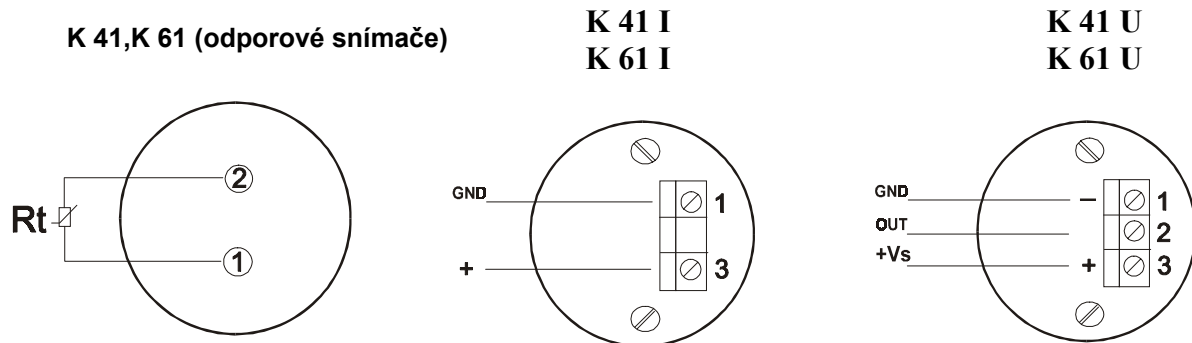 K 41,K 61 (odporové snímače)
Rt
2
1
K 41 I
K 61 I
GND
+
1
3
K 41 U
K 61 U
GND
OUT
+Vs
−
+
1
2
3